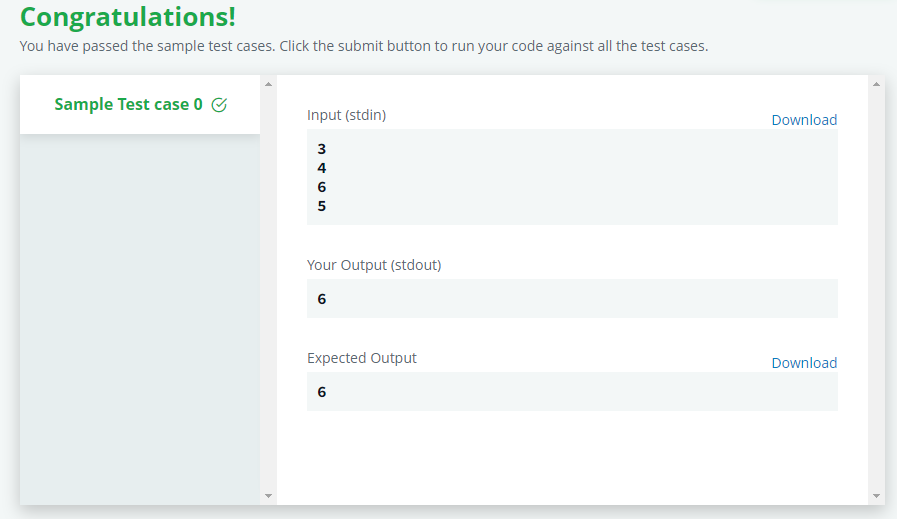 Congratulations!
You have passed the sample test cases. Click the submit button to run your code against all the test cases.
Sample Test case 0
Input (stdin)
Download
3
4
6
5
Your Output (stdout)
6
Expected Output
Download
6